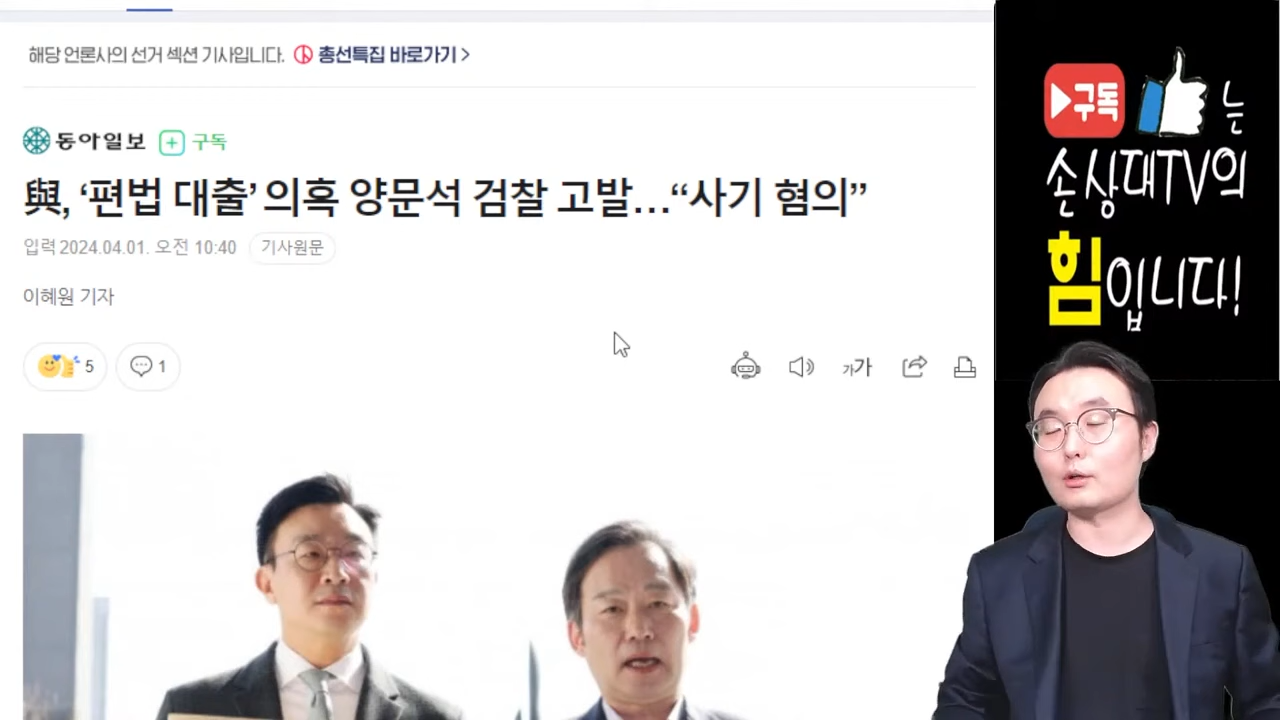 해당 언론사의 선거 섹션 기사입니다. 총선특집 바로가기 >
동아일보 + 구독
與, ‘편법 대출’ 의혹 양문석 검찰 고발…“사기 혐의”
입력 2024.04.01. 오전 10:40 기사원문
이혜원 기자
5 1
가가
구독 는
손상대TV의
힘입니다!